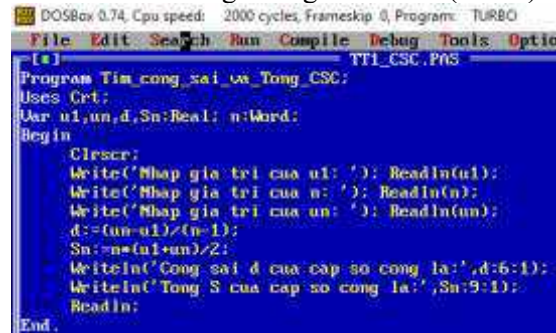 DOSBox 0.74, Cpu speed: 2000 cycles, Frameskip 0, Program: TURBO
File Edit Search Run Compile Debug Tools Optio
TT1_CSC.PAS
Program Tim_cong_sai_va_Tong_CSC;
Uses Crt;
Var u1,un,d,Sn:Real; n:Word;
Begin
Clrscr;
Write('Nhap gia tri cua u1: '); Readln(u1);
Write('Nhap gia tri cua n: '); Readln(n);
Write('Nhap gia tri cua un: '); Readln(un);
d:=(un-u1)/(n-1);
Sn:=n*(u1+un)/2;
Writeln('Cong sai d cua cap so cong la:',d:6:1);
Writeln('Tong S cua cap so cong la:',Sn:9:1);
Readln;
End.